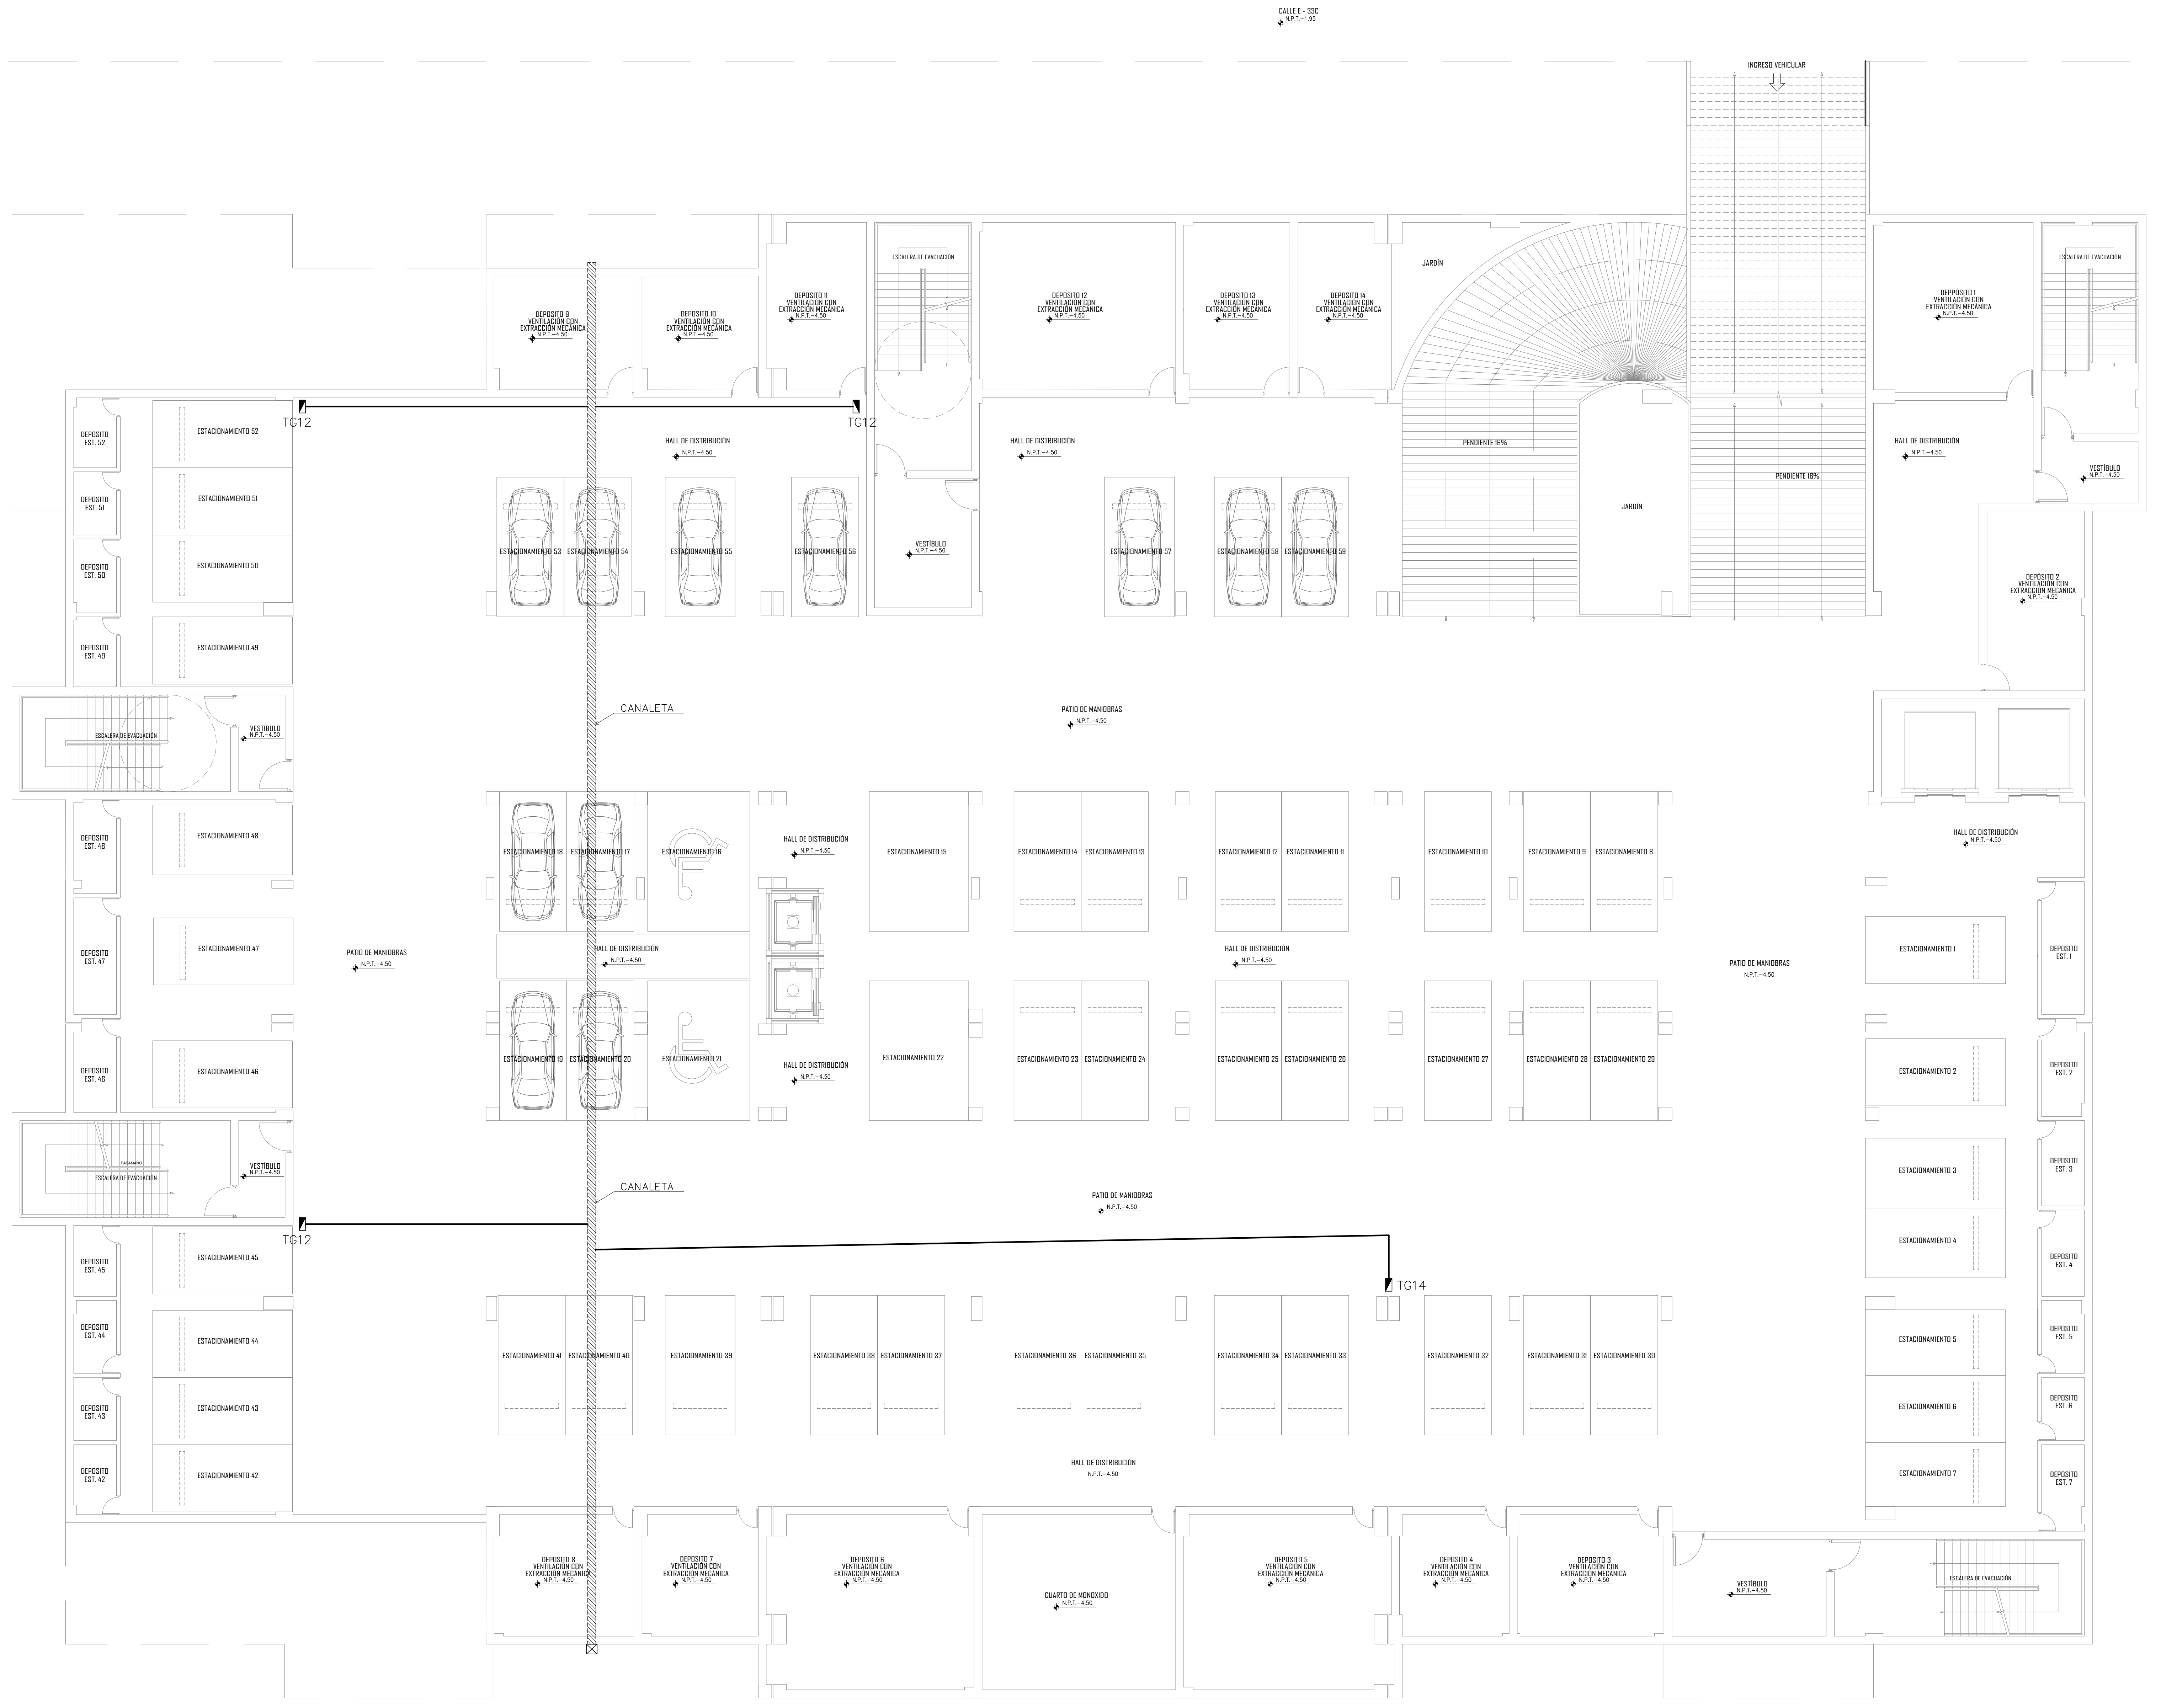 CALLE E - 33C
N.P.T.-1.95
INGRESO VEHICULAR
ESCALERA DE EVACUACIÓN
ESCALERA DE EVACUACIÓN
JARDÍN
DEPOSITO 9
VENTILACIÓN CON
EXTRACCIÓN MECÁNICA
N.P.T.-4.50
DEPOSITO 10
VENTILACIÓN CON
EXTRACCIÓN MECÁNICA
N.P.T.-4.50
DEPOSITO 11
VENTILACIÓN CON
EXTRACCIÓN MECÁNICA
N.P.T.-4.50
DEPOSITO 12
VENTILACIÓN CON
EXTRACCIÓN MECÁNICA
N.P.T.-4.50
DEPOSITO 13
VENTILACIÓN CON
EXTRACCIÓN MECÁNICA
N.P.T.-4.50
DEPOSITO 14
VENTILACIÓN CON
EXTRACCIÓN MECÁNICA
N.P.T.-4.50
DEPPÓSITO 1
VENTILACIÓN CON
EXTRACCIÓN MECÁNICA
N.P.T.-4.50
TG12
TG12
DEPOSITO
EST. 52
ESTACIONAMIENTO 52
HALL DE DISTRIBUCIÓN
N.P.T.-4.50
HALL DE DISTRIBUCIÓN
N.P.T.-4.50
PENDIENTE 16%
HALL DE DISTRIBUCIÓN
N.P.T.-4.50
PENDIENTE 18%
VESTÍBULO
N.P.T.-4.50
DEPOSITO
EST. 51
ESTACIONAMIENTO 51
JARDÍN
ESTACIONAMIENTO 53
ESTACIONAMIENTO 54
ESTACIONAMIENTO 55
ESTACIONAMIENTO 56
VESTÍBULO
N.P.T.-4.50
ESTACIONAMIENTO 57
ESTACIONAMIENTO 58
ESTACIONAMIENTO 59
DEPOSITO
EST. 50
ESTACIONAMIENTO 50
DEPÓSITO 2
VENTILACIÓN CON
EXTRACCIÓN MECÁNICA
N.P.T.-4.50
DEPOSITO
EST. 49
ESTACIONAMIENTO 49
CANALETA
PATIO DE MANIOBRAS
N.P.T.-4.50
ESCALERA DE EVACUACIÓN
VESTÍBULO
N.P.T.-4.50
DEPOSITO
EST. 48
ESTACIONAMIENTO 48
HALL DE DISTRIBUCIÓN
N.P.T.-4.50
HALL DE DISTRIBUCIÓN
N.P.T.-4.50
ESTACIONAMIENTO 18
ESTACIONAMIENTO 17
ESTACIONAMIENTO 16
ESTACIONAMIENTO 15
ESTACIONAMIENTO 14
ESTACIONAMIENTO 13
ESTACIONAMIENTO 12
ESTACIONAMIENTO 11
ESTACIONAMIENTO 10
ESTACIONAMIENTO 9
ESTACIONAMIENTO 8
DEPOSITO
EST. 47
ESTACIONAMIENTO 47
PATIO DE MANIOBRAS
N.P.T.-4.50
HALL DE DISTRIBUCIÓN
N.P.T.-4.50
HALL DE DISTRIBUCIÓN
N.P.T.-4.50
PATIO DE MANIOBRAS
N.P.T.-4.50
ESTACIONAMIENTO 1
DEPOSITO
EST. 1
DEPOSITO
EST. 46
ESTACIONAMIENTO 46
ESTACIONAMIENTO 19
ESTACIONAMIENTO 20
ESTACIONAMIENTO 21
HALL DE DISTRIBUCIÓN
N.P.T.-4.50
ESTACIONAMIENTO 22
ESTACIONAMIENTO 23
ESTACIONAMIENTO 24
ESTACIONAMIENTO 25
ESTACIONAMIENTO 26
ESTACIONAMIENTO 27
ESTACIONAMIENTO 28
ESTACIONAMIENTO 29
ESTACIONAMIENTO 2
DEPOSITO
EST. 2
PASAMANO
ESCALERA DE EVACUACIÓN
VESTÍBULO
N.P.T.-4.50
CANALETA
PATIO DE MANIOBRAS
N.P.T.-4.50
ESTACIONAMIENTO 3
DEPOSITO
EST. 3
TG12
ESTACIONAMIENTO 4
DEPOSITO
EST. 4
DEPOSITO
EST. 45
ESTACIONAMIENTO 45
TG14
DEPOSITO
EST. 44
ESTACIONAMIENTO 44
ESTACIONAMIENTO 41
ESTACIONAMIENTO 40
ESTACIONAMIENTO 39
ESTACIONAMIENTO 38
ESTACIONAMIENTO 37
ESTACIONAMIENTO 36
ESTACIONAMIENTO 35
ESTACIONAMIENTO 34
ESTACIONAMIENTO 33
ESTACIONAMIENTO 32
ESTACIONAMIENTO 31
ESTACIONAMIENTO 30
ESTACIONAMIENTO 5
DEPOSITO
EST. 5
DEPOSITO
EST. 43
ESTACIONAMIENTO 43
ESTACIONAMIENTO 6
DEPOSITO
EST. 6
DEPOSITO
EST. 42
ESTACIONAMIENTO 42
HALL DE DISTRIBUCIÓN
N.P.T.-4.50
ESTACIONAMIENTO 7
DEPOSITO
EST. 7
DEPOSITO 8
VENTILACIÓN CON
EXTRACCIÓN MECÁNICA
N.P.T.-4.50
DEPOSITO 7
VENTILACIÓN CON
EXTRACCIÓN MECÁNICA
N.P.T.-4.50
DEPOSITO 6
VENTILACIÓN CON
EXTRACCIÓN MECÁNICA
N.P.T.-4.50
CUARTO DE MONOXIDO
N.P.T.-4.50
DEPOSITO 5
VENTILACIÓN CON
EXTRACCIÓN MECÁNICA
N.P.T.-4.50
DEPOSITO 4
VENTILACIÓN CON
EXTRACCIÓN MECÁNICA
N.P.T.-4.50
DEPOSITO 3
VENTILACIÓN CON
EXTRACCIÓN MECÁNICA
N.P.T.-4.50
VESTÍBULO
N.P.T.-4.50
ESCALERA DE EVACUACIÓN